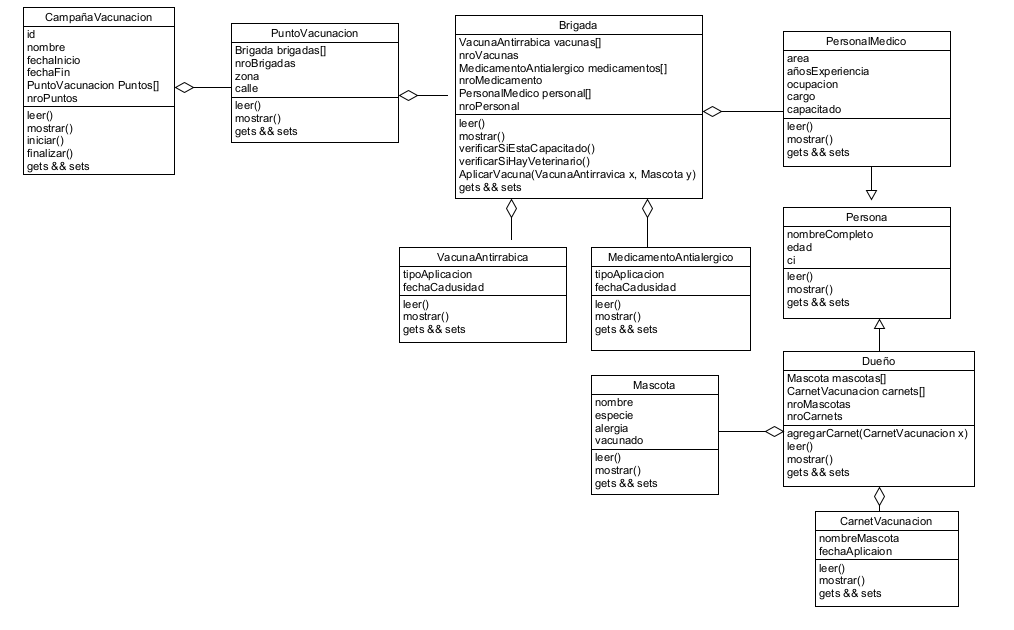 CampañaVacunacion
id
nombre
fechaInicio
fechaFin
PuntoVacunacion Puntos[]
nroPuntos
leer()
mostrar()
iniciar()
finalizar()
gets && sets
PuntoVacunacion
Brigada brigadas[]
nroBrigadas
zona
calle
leer()
mostrar()
gets && sets
Brigada
VacunaAntirrabica vacunas[]
nroVacunas
MedicamentoAntialergico medicamentos[]
nroMedicamento
PersonalMedico personal[]
nroPersonal
leer()
mostrar()
verificarSiEstaCapacitado()
verificarSiHayVeterinario()
AplicarVacuna(VacunaAntirravica x, Mascota y)
gets && sets
PersonalMedico
area
añosExperiencia
ocupacion
cargo
capacitado
leer()
mostrar()
gets && sets
Persona
nombreCompleto
edad
ci
leer()
mostrar()
gets && sets
VacunaAntirrabica
tipoAplicacion
fechaCadusidad
leer()
mostrar()
gets && sets
MedicamentoAntialergico
tipoAplicacion
fechaCadusidad
leer()
mostrar()
gets && sets
Mascota
nombre
especie
alergia
vacunado
leer()
mostrar()
gets && sets
Dueño
Mascota mascotas[]
CarnetVacunacion carnets[]
nroMascotas
nroCarnets
agregarCarnet(CarnetVacunacion x)
leer()
mostrar()
gets && sets
CarnetVacunacion
nombreMascota
fechaAplicaion
leer()
mostrar()
gets && sets